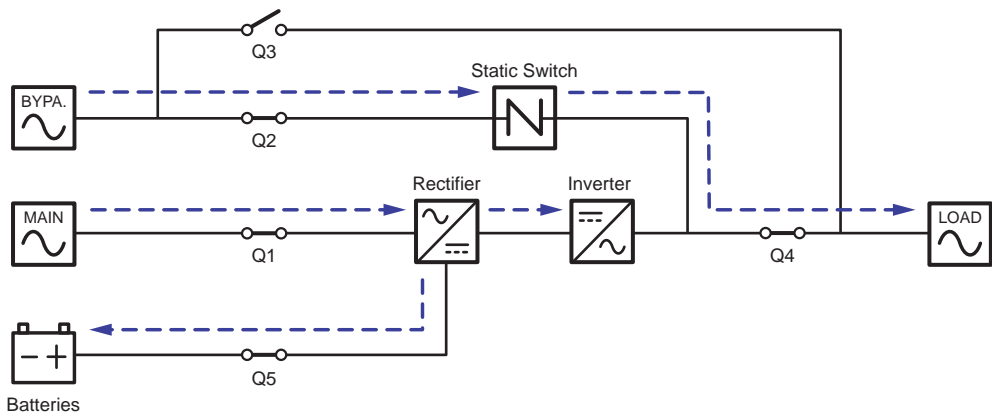 Q3
Static Switch
BYPA.
Q2
Rectifier
Inverter
MAIN
LOAD
Q1
Q4
Q5
Batteries